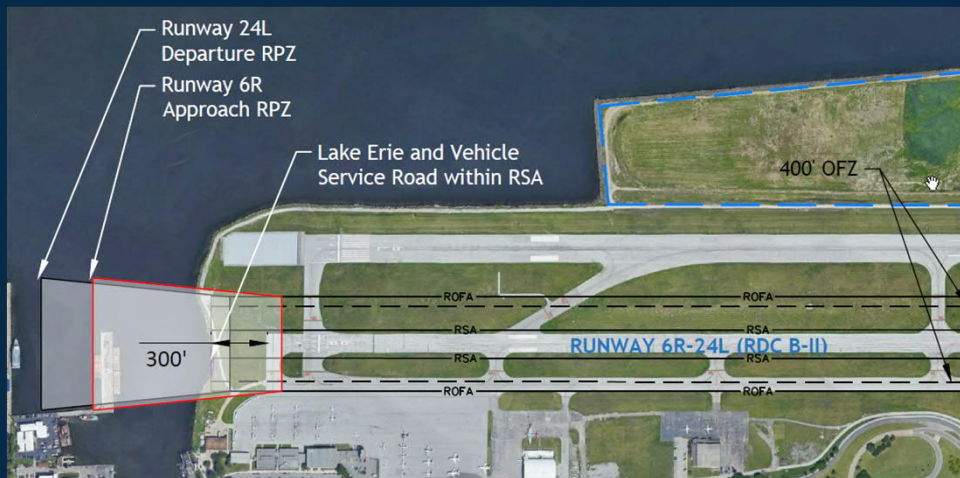 Runway 24L
Departure RPZ
Runway 6R
Approach RPZ
Lake Erie and Vehicle
Service Road within RSA
400' OFZ
ROFA
ROFA
RSA
RSA
300'
RUNWAY 6R-24L (RDC B-II)
RSA
RSA
ROFA
ROFA